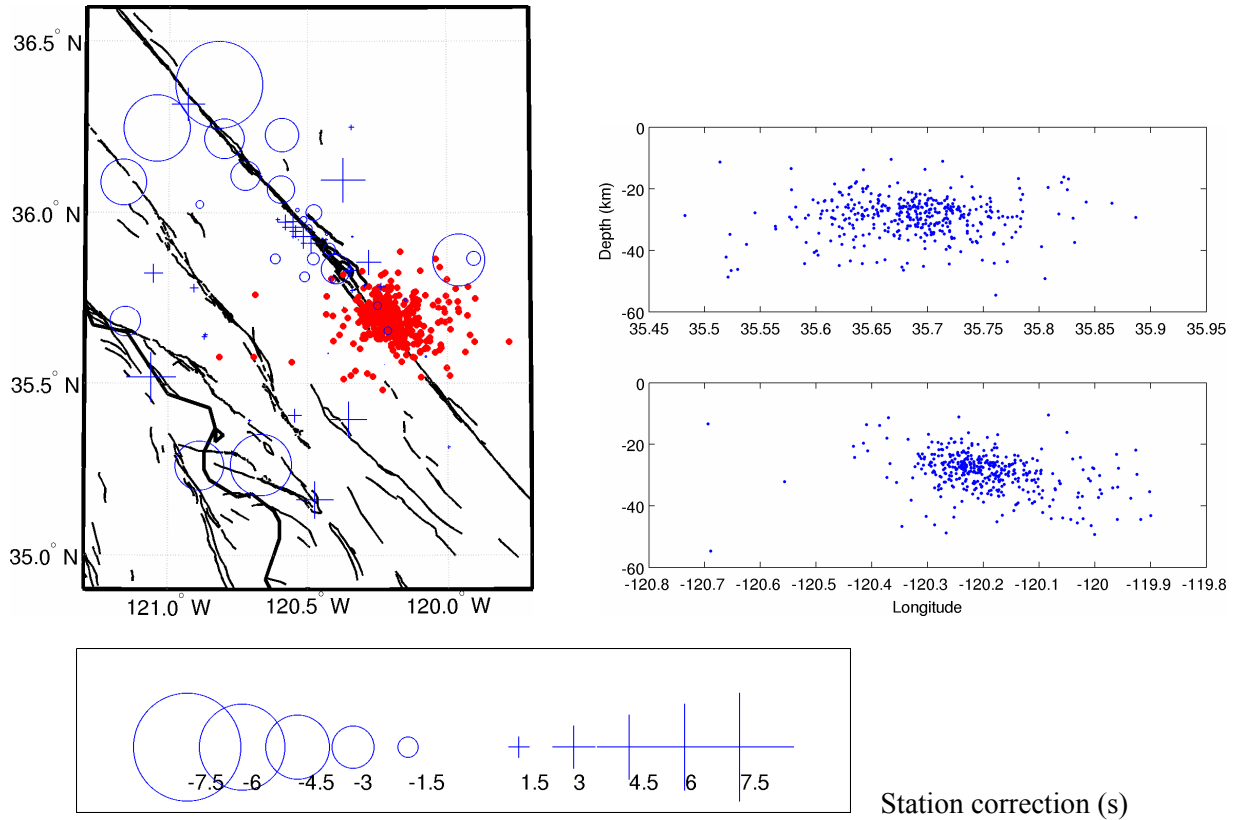 36.5° N
36.0° N
35.5° N
35.0° N
121.0° W 120.5° W 120.0° W
0
-20
-40
-60
Depth (km)
35.45 35.5 35.55 35.6 35.65 35.7 35.75 35.8 35.85 35.9 35.95
0
-20
-40
-60
-120.8 -120.7 -120.6 -120.5 -120.4 -120.3 -120.2 -120.1 -120 -119.9 -119.8
Longitude
-7.5 -6 -4.5 -3 -1.5 1.5 3 4.5 6 7.5
Station correction (s)